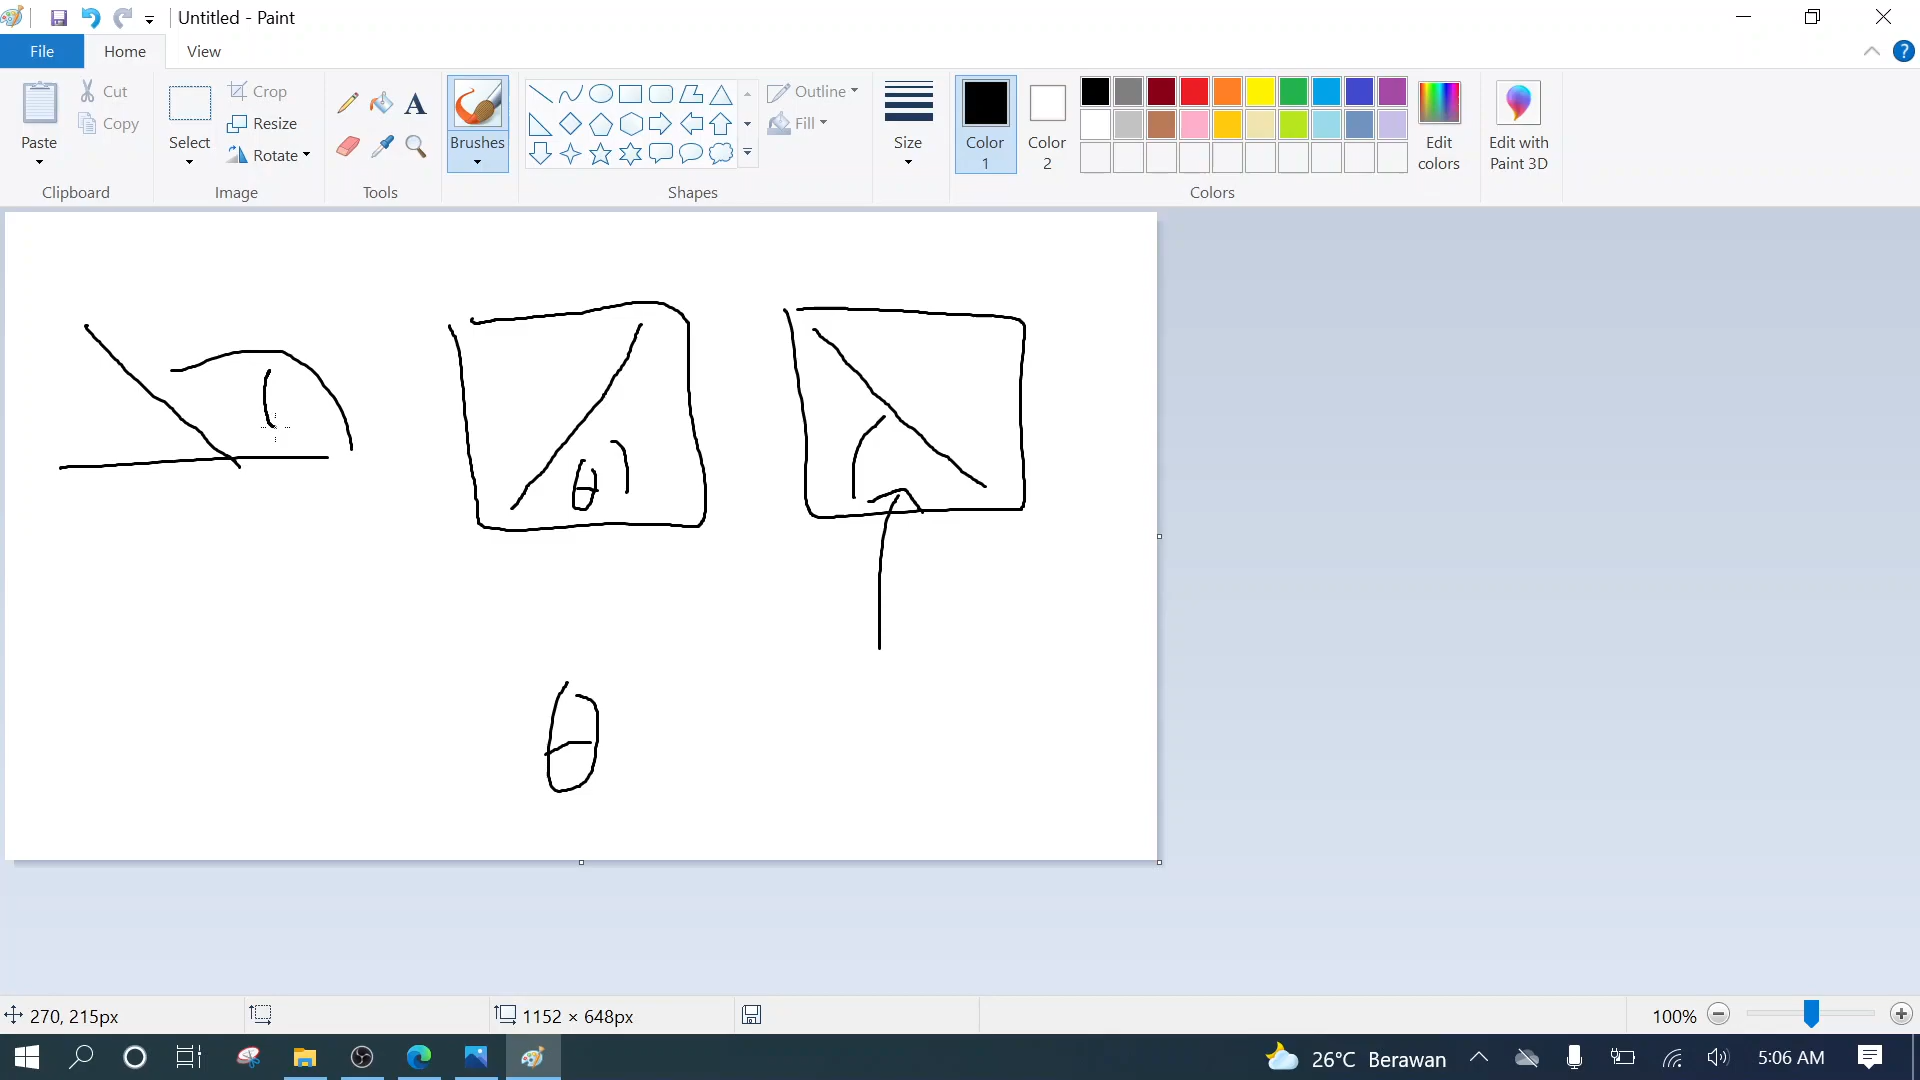 Untitled - Paint
File
Home
View
Paste
Cut
Copy
Clipboard
Select
Crop
Resize
Rotate
Image
Tools
Brushes
Shapes
Outline
Fill
Size
Color
1
Color
2
Colors
Edit
colors
Edit with
Paint 3D
θ
θ
270, 215px
1152 × 648px
100%
26°C Berawan
5:06 AM